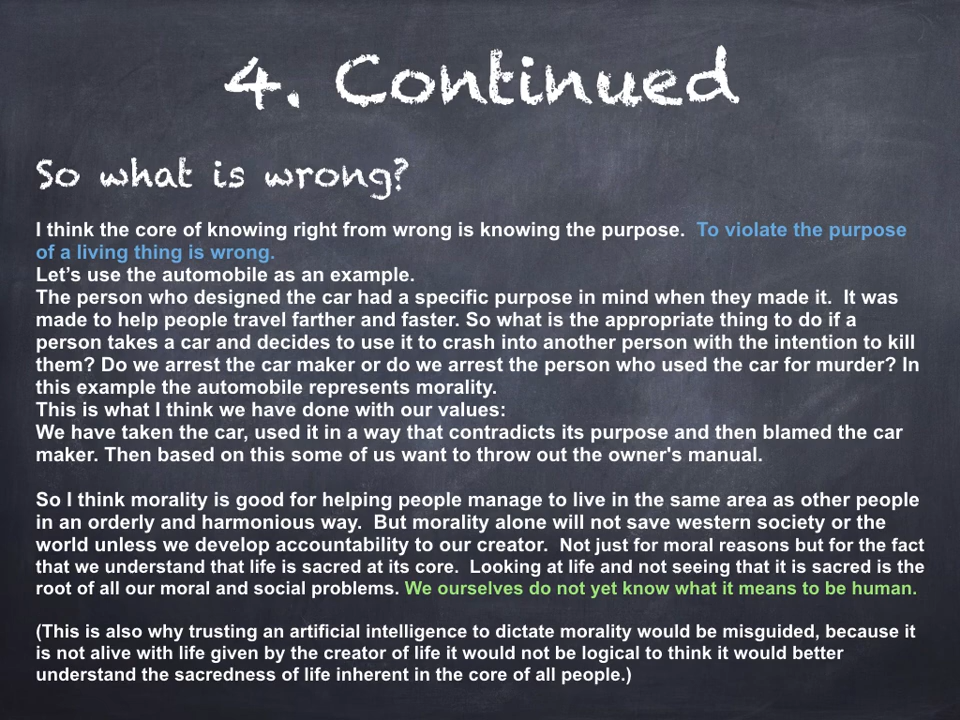 4. Continued
So what is wrong?
I think the core of knowing right from wrong is knowing the purpose.  To violate the purpose
of a living thing is wrong.
Let’s use the automobile as an example.
The person who designed the car had a specific purpose in mind when they made it.  It was
made to help people travel farther and faster. So what is the appropriate thing to do if a
person takes a car and decides to use it to crash into another person with the intention to kill
them? Do we arrest the car maker or do we arrest the person who used the car for murder? In
this example the automobile represents morality.
This is what I think we have done with our values:
We have taken the car, used it in a way that contradicts its purpose and then blamed the car
maker. Then based on this some of us want to throw out the owner's manual.
So I think morality is good for helping people manage to live in the same area as other people
in an orderly and harmonious way.  But morality alone will not save western society or the
world unless we develop accountability to our creator.  Not just for moral reasons but for the fact
that we understand that life is sacred at its core.  Looking at life and not seeing that it is sacred is the
root of all our moral and social problems. We ourselves do not yet know what it means to be human.
(This is also why trusting an artificial intelligence to dictate morality would be misguided, because it
is not alive with life given by the creator of life it would not be logical to think it would better
understand the sacredness of life inherent in the core of all people.)